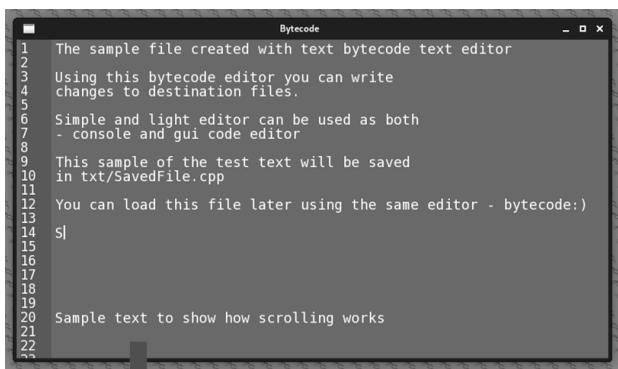 Bytecode
1 The sample file created with text bytecode text editor
2
3 Using this bytecode editor you can write
4 changes to destination files.
5
6 Simple and light editor can be used as both
7 - console and gui code editor
8
9 This sample of the test text will be saved
10 in txt/SavedFile.cpp
11
12 You can load this file later using the same editor - bytecode:)
13
14 S
15
16
17
18
19
20 Sample text to show how scrolling works
21
22
23